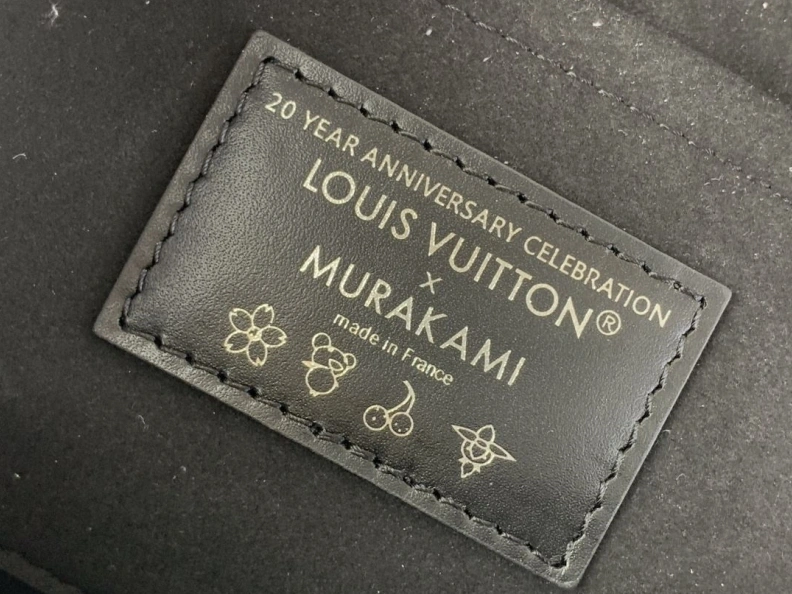 20 YEAR ANNIVERSARY CELEBRATION
LOUIS VUITTON®
x
MURAKAMI
made in France